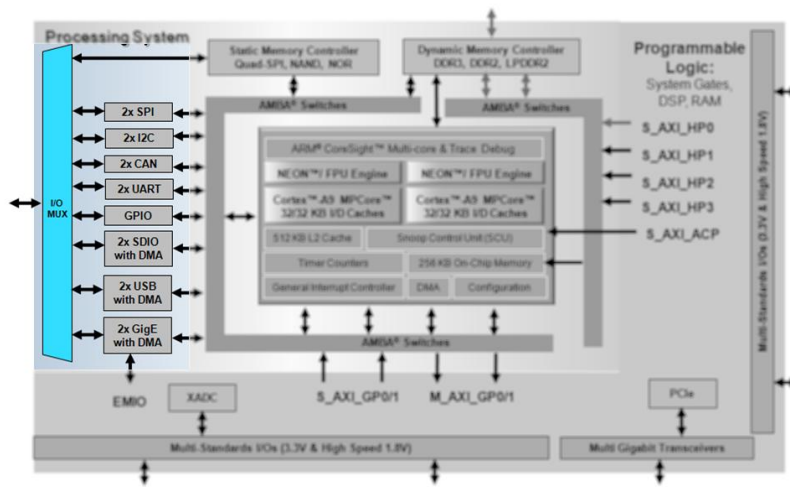 Processing System
Static Memory Controller
Quad-SPI, NAND, NOR
Dynamic Memory Controller
DDR3, DDR2, LPDDR2
Programmable
Logic:
System Gates,
DSP, RAM
AMBA® Switches
AMBA® Switches
I/O
MUX
2x SPI
2x I2C
2x CAN
2x UART
GPIO
2x SDIO
with DMA
2x USB
with DMA
2x GigE
with DMA
EMIO
ARM® CoreSight™ Multi-core & Trace Debug
NEON™/ FPU Engine
NEON™/ FPU Engine
Cortex™-A9 MPCore™
32/32 KB I/D Caches
Cortex™-A9 MPCore™
32/32 KB I/D Caches
512 KB L2 Cache
Snoop Control Unit (SCU)
Timer Counters
256 KB On-Chip Memory
General Interrupt Controller
DMA
Configuration
AMBA® Switches
S_AXI_HP0
S_AXI_HP1
S_AXI_HP2
S_AXI_HP3
S_AXI_ACP
Multi-Standards I/Os (3.3V & High Speed 1.8V)
XADC
S_AXI_GP0/1
M_AXI_GP0/1
PCIe
Multi-Standards I/Os (3.3V & High Speed 1.8V)
Multi Gigabit Transceivers